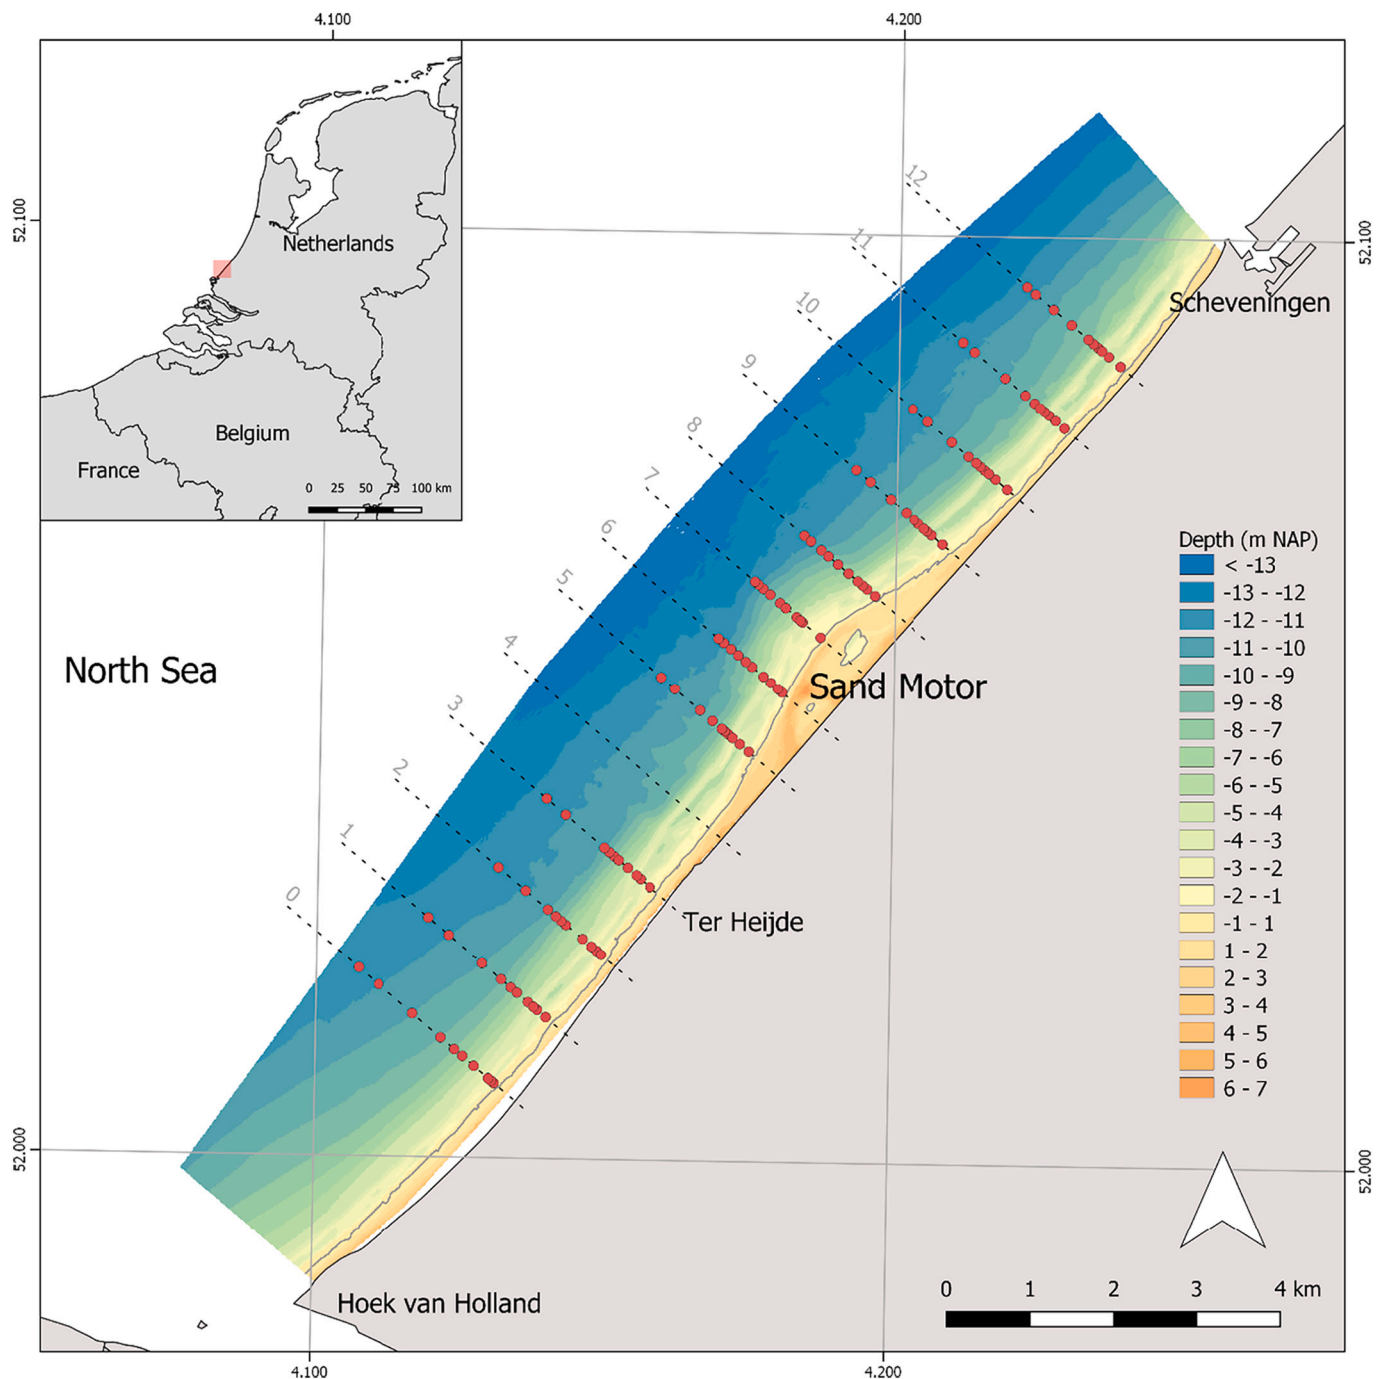 4.100
4.200
52.100
52.100
Netherlands
Belgium
France
0 25 50 75 100 km
12
11
10
9
8
7
6
5
4
3
2
1
0
Scheveningen
North Sea
Sand Motor
Ter Heijde
Hoek van Holland
Depth (m NAP)
< -13
-13 - -12
-12 - -11
-11 - -10
-10 - -9
-9 - -8
-8 - -7
-7 - -6
-6 - -5
-5 - -4
-4 - -3
-3 - -2
-2 - -1
-1 - 1
1 - 2
2 - 3
3 - 4
4 - 5
5 - 6
6 - 7
52.000
52.000
0 1 2 3 4 km
4.100
4.200